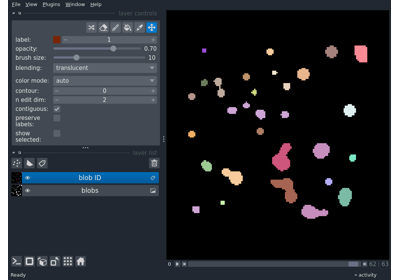 File View Plugins Window Help
layer controls
label: 1
opacity: 0.70
brush size: 10
blending: translucent
color mode: auto
contour: 0
n edit dim: 2
contiguous:
preserve
labels:
show
selected:
layer list
blob ID
blobs
0 62 63
Ready activity